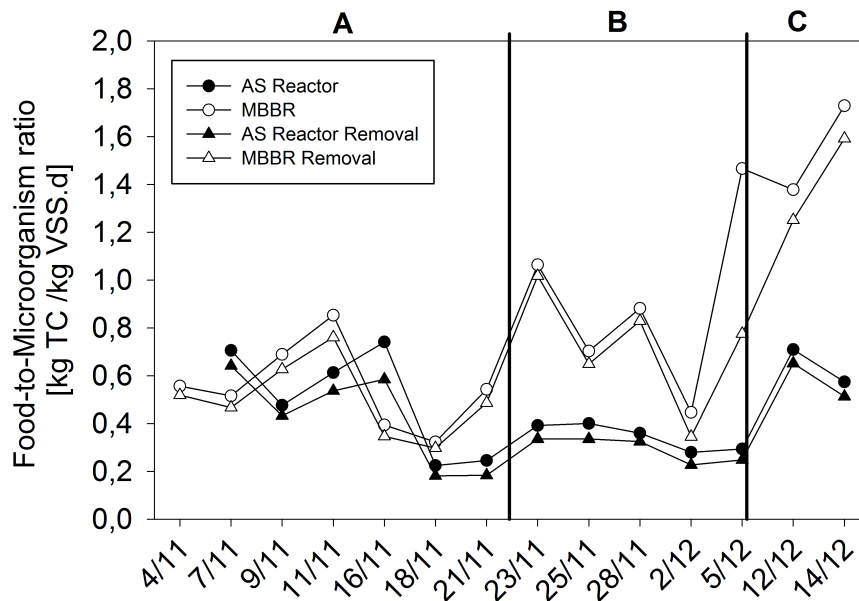 A
B
C
2,0
1,8
1,6
1,4
1,2
1,0
0,8
0,6
0,4
0,2
0,0
Food-to-Microorganism ratio
[kg TC /kg VSS.d]
AS Reactor
MBBR
AS Reactor Removal
MBBR Removal
4/11
7/11
9/11
11/11
16/11
18/11
21/11
23/11
25/11
28/11
2/12
5/12
12/12
14/12